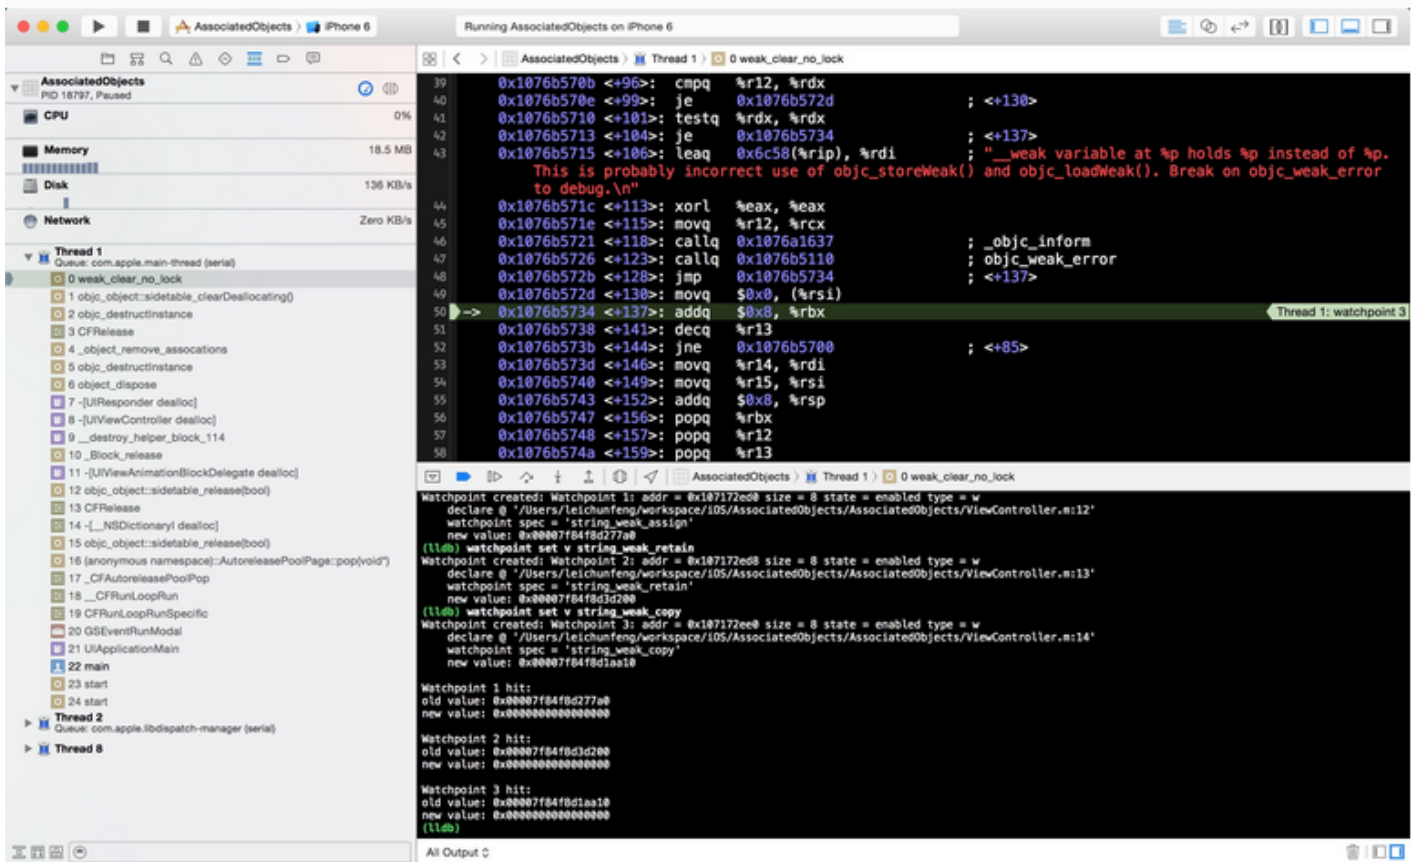 AssociatedObjects
iPhone 6
Running AssociatedObjects on iPhone 6
AssociatedObjects
PID 18797, Paused
CPU
0%
Memory
18.5 MB
Disk
136 KB/s
Network
Zero KB/s
Thread 1
Queue: com.apple.main-thread (serial)
0 weak_clear_no_lock
1 objc_object::sidetable_clearDeallocating()
2 objc_destructInstance
3 CFRelease
4 _object_remove_assocations
5 objc_destructInstance
6 object_dispose
7 -[UIResponder dealloc]
8 -[UIViewController dealloc]
9 __destroy_helper_block_114
10 _Block_release
11 -[UIViewAnimationBlockDelegate dealloc]
12 objc_object::sidetable_release(bool)
13 CFRelease
14 -[__NSDictionaryI dealloc]
15 objc_object::sidetable_release(bool)
16 (anonymous namespace)::AutoreleasePoolPage::pop(void*)
17 _CFAutoreleasePoolPop
18 __CFRunLoopRun
19 CFRunLoopRunSpecific
20 GSEventRunModal
21 UIApplicationMain
22 main
23 start
24 start
Thread 2
Queue: com.apple.libdispatch-manager (serial)
Thread 8
AssociatedObjects
Thread 1
0 weak_clear_no_lock
39 0x1076b570b <+96>: cmpq %r12, %rdx
40 0x1076b570e <+99>: je 0x1076b572d ; <+130>
41 0x1076b5710 <+101>: testq %rdx, %rdx
42 0x1076b5713 <+104>: je 0x1076b5734 ; <+137>
43 0x1076b5715 <+106>: leaq 0x6c58(%rip), %rdi ; "__weak variable at %p holds %p instead of %p.
This is probably incorrect use of objc_storeWeak() and objc_loadWeak(). Break on objc_weak_error
to debug.\n"
44 0x1076b571c <+113>: xorl %eax, %eax
45 0x1076b571e <+115>: movq %r12, %rcx
46 0x1076b5721 <+118>: callq 0x1076a1637 ; _objc_inform
47 0x1076b5726 <+123>: callq 0x1076b5110 ; objc_weak_error
48 0x1076b572b <+128>: jmp 0x1076b5734 ; <+137>
49 0x1076b572d <+130>: movq $0x0, (%rsi)
50 -> 0x1076b5734 <+137>: addq $0x8, %rbx Thread 1: watchpoint 3
51 0x1076b5738 <+141>: decq %r13
52 0x1076b573b <+144>: jne 0x1076b5700 ; <+85>
53 0x1076b573d <+146>: movq %r14, %rdi
54 0x1076b5740 <+149>: movq %r15, %rsi
55 0x1076b5743 <+152>: addq $0x8, %rsp
56 0x1076b5747 <+156>: popq %rbx
57 0x1076b5748 <+157>: popq %r12
58 0x1076b574a <+159>: popq %r13
AssociatedObjects
Thread 1
0 weak_clear_no_lock
Watchpoint created: Watchpoint 1: addr = 0x107172ed0 size = 8 state = enabled type = w
declare @ '/Users/leichunfeng/workspace/iOS/AssociatedObjects/AssociatedObjects/ViewController.m:12'
watchpoint spec = 'string_weak_assign'
new value: 0x00007f84f8d277a0
(lldb) watchpoint set v string_weak_retain
Watchpoint created: Watchpoint 2: addr = 0x107172ed8 size = 8 state = enabled type = w
declare @ '/Users/leichunfeng/workspace/iOS/AssociatedObjects/AssociatedObjects/ViewController.m:13'
watchpoint spec = 'string_weak_retain'
new value: 0x00007f84f8d3d200
(lldb) watchpoint set v string_weak_copy
Watchpoint created: Watchpoint 3: addr = 0x107172ee0 size = 8 state = enabled type = w
declare @ '/Users/leichunfeng/workspace/iOS/AssociatedObjects/AssociatedObjects/ViewController.m:14'
watchpoint spec = 'string_weak_copy'
new value: 0x00007f84f8d1aa10
Watchpoint 1 hit:
old value: 0x00007f84f8d277a0
new value: 0x0000000000000000
Watchpoint 2 hit:
old value: 0x00007f84f8d3d200
new value: 0x0000000000000000
Watchpoint 3 hit:
old value: 0x00007f84f8d1aa10
new value: 0x0000000000000000
(lldb)
All Output